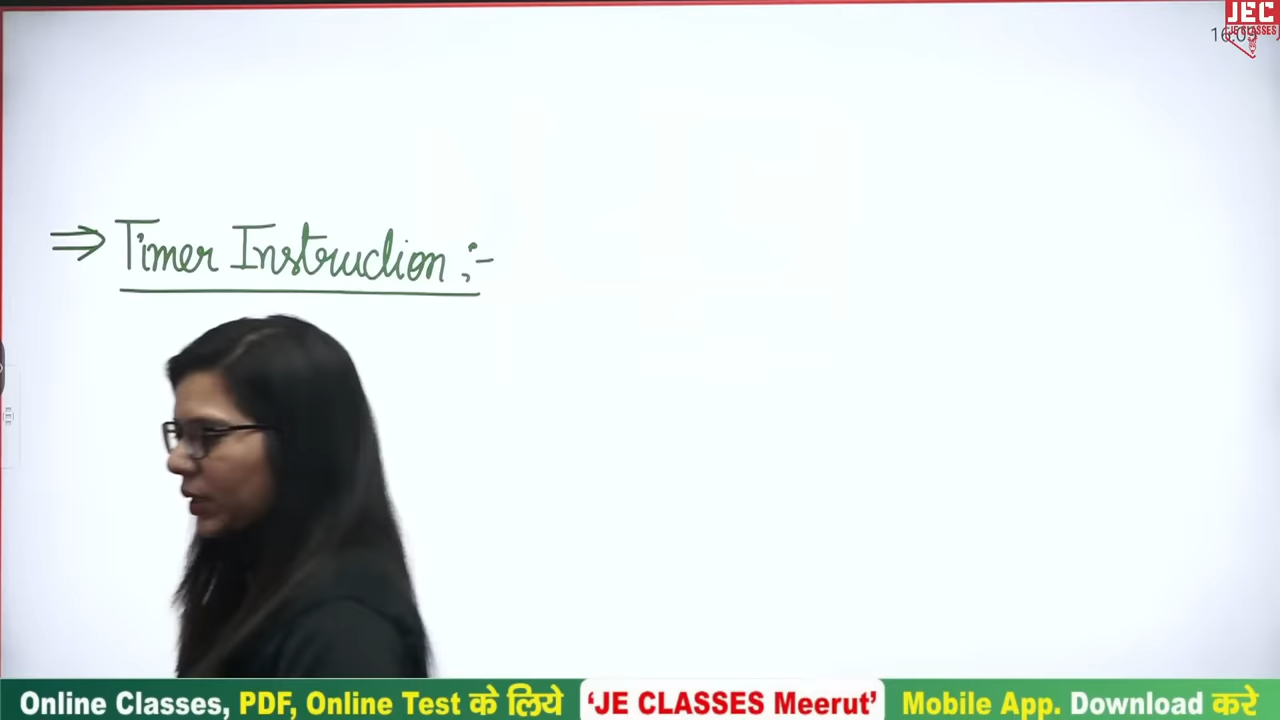 JEC
JE CLASSES
⇒ Timer Instruction :-
Online Classes, PDF, Online Test के लिये ‘JE CLASSES Meerut’ Mobile App. Download करे